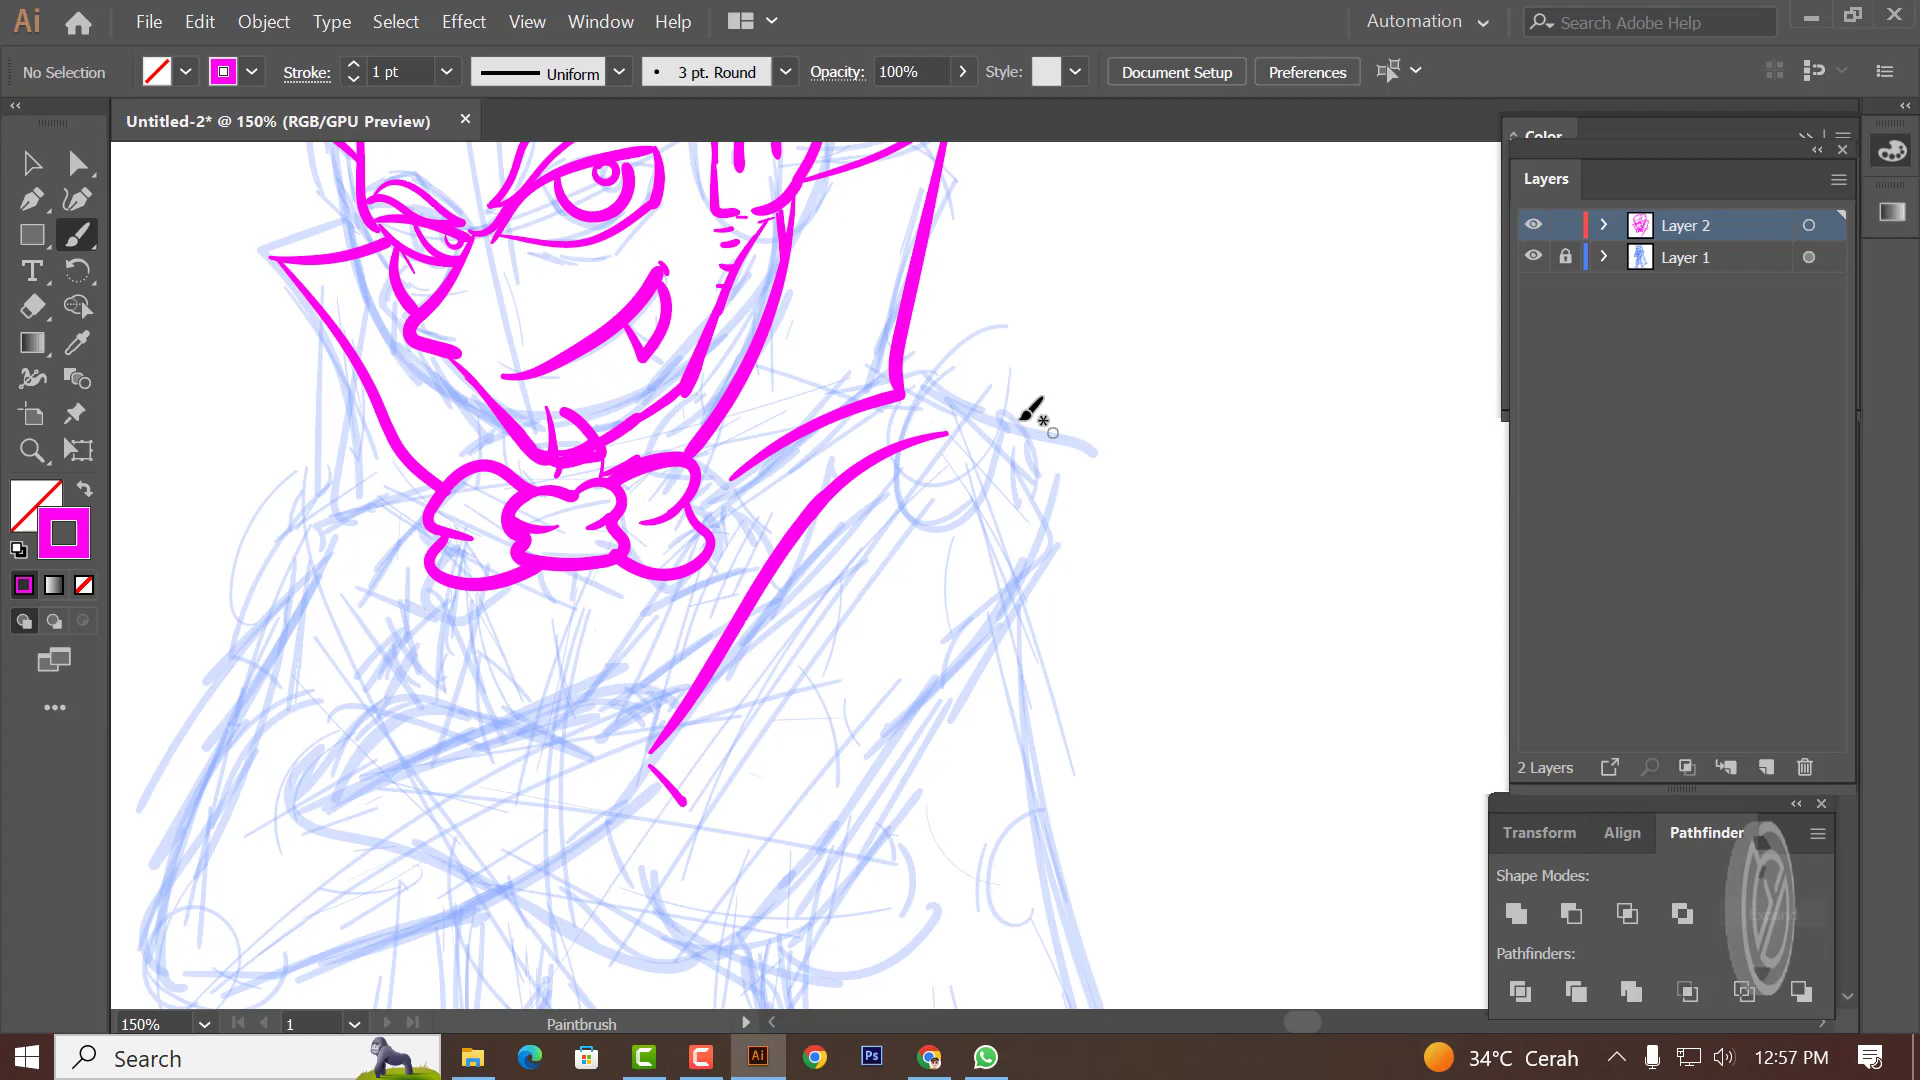 Ai
File
Edit
Object
Type
Select
Effect
View
Window
Help
Automation
Search Adobe Help
No Selection
Stroke:
1 pt
Uniform
3 pt. Round
Opacity:
100%
Style:
Document Setup
Preferences
Untitled-2* @ 150% (RGB/GPU Preview)
Color
Layers
Layer 2
Layer 1
2 Layers
Transform
Align
Pathfinder
Shape Modes:
Expand
Pathfinders:
150%
1
Paintbrush
Search
Ai
Ps
34°C Cerah
12:57 PM